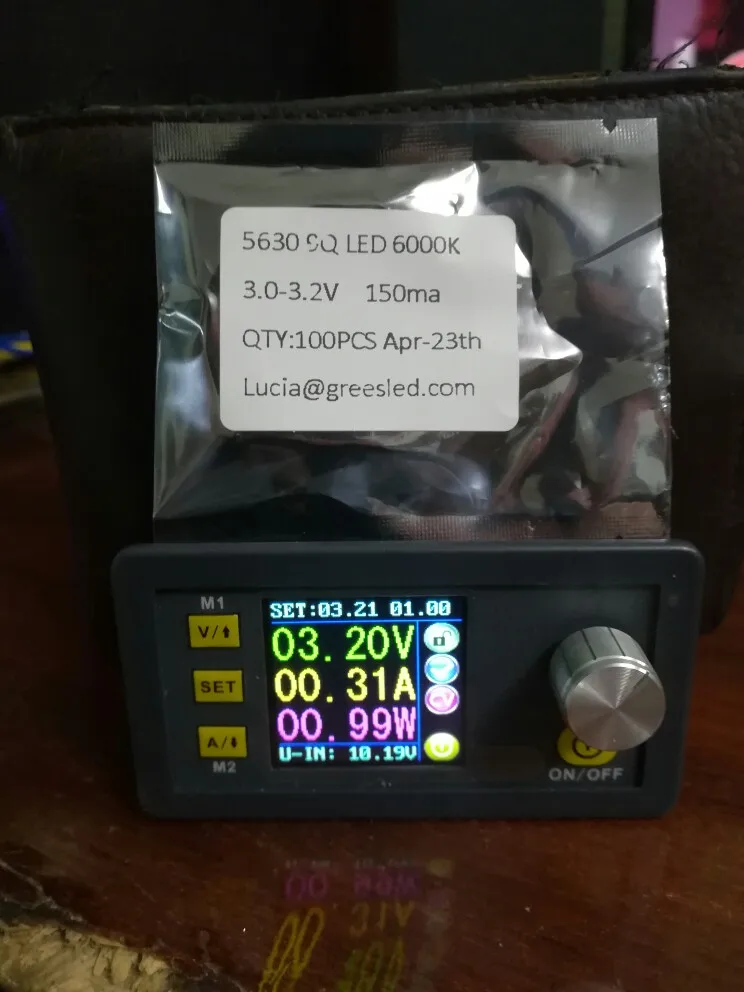 5630 SQ LED 6000K
3.0-3.2V 150ma
QTY:100PCS Apr-23th
Lucia@greesled.com
M1
V/⬆
SET
A/⬇
M2
SET:03.21 01.00
03.20V
00.31A
00.99W
U-IN: 10.19V
CV
ON/OFF